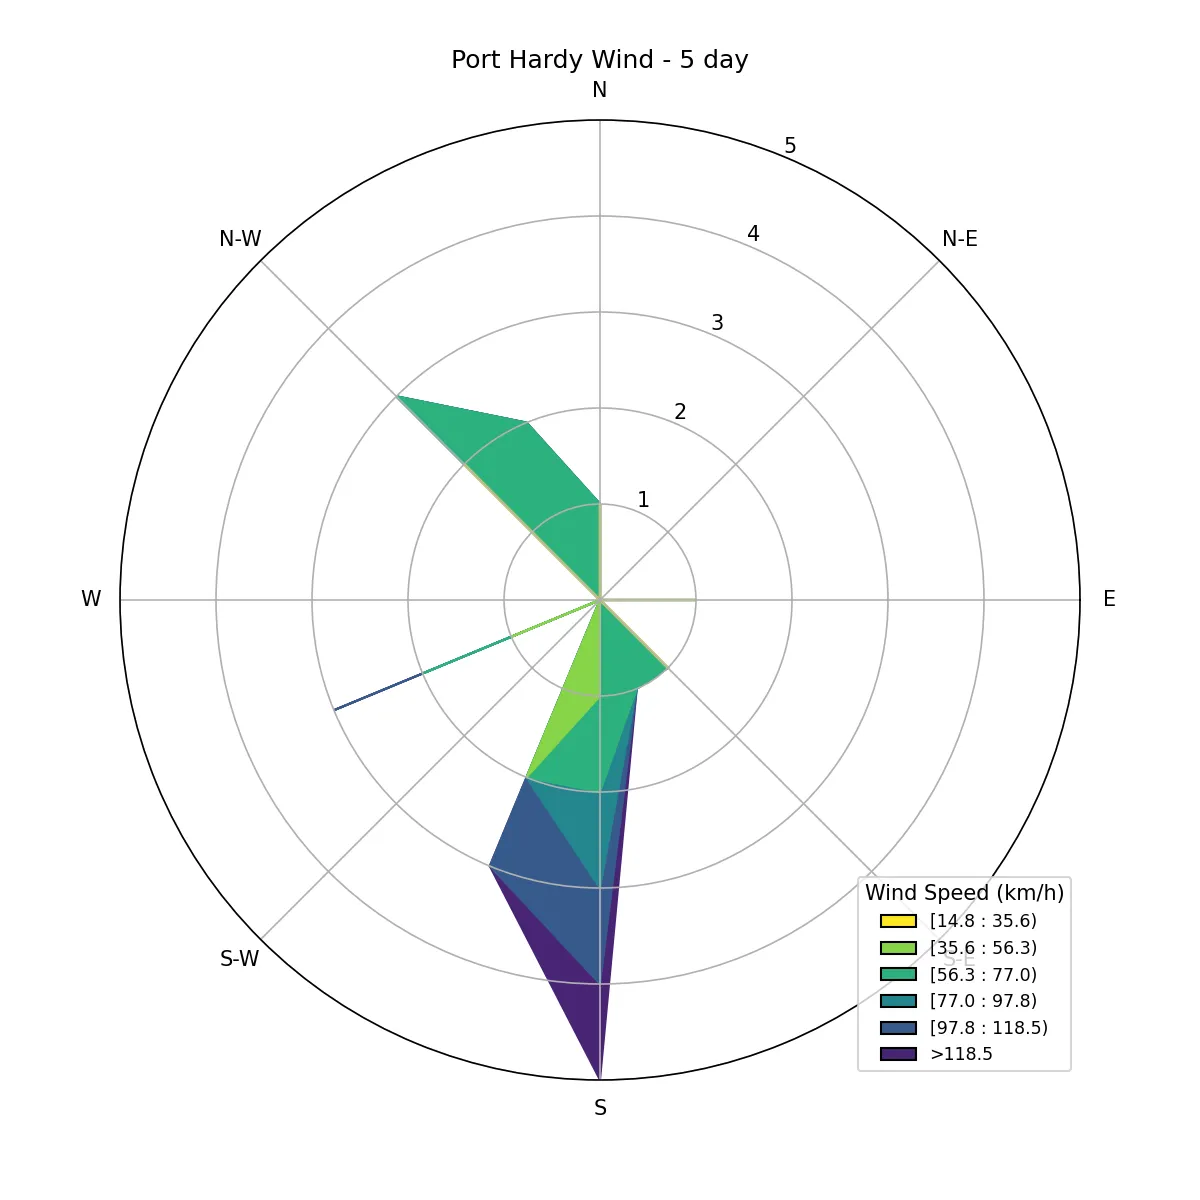 Port Hardy Wind - 5 day
N
5
N-W
N-E
4
3
2
1
W
E
Wind Speed (km/h)
[14.8 : 35.6)
[35.6 : 56.3)
S-W
S-E
[56.3 : 77.0)
[77.0 : 97.8)
[97.8 : 118.5)
>118.5
S